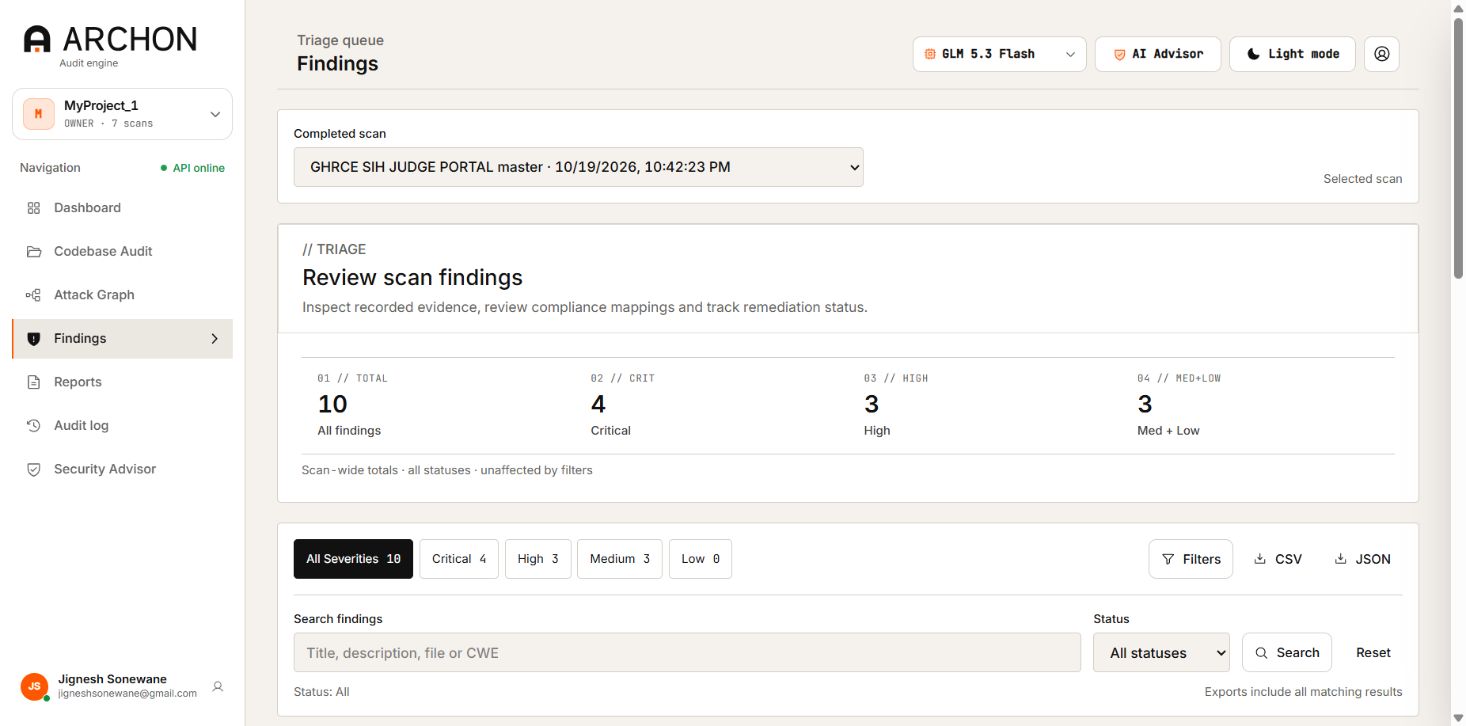 ARCHON
Audit engine
M
MyProject_1
OWNER · 7 scans
Navigation
API online
Dashboard
Codebase Audit
Attack Graph
Findings
Reports
Audit log
Security Advisor
JS
Jignesh Sonewane
jigneshsonewane@gmail.com
Triage queue
Findings
GLM 5.3 Flash
AI Advisor
Light mode
Completed scan
GHRCE SIH JUDGE PORTAL master · 10/19/2026, 10:42:23 PM
Selected scan
// TRIAGE
Review scan findings
Inspect recorded evidence, review compliance mappings and track remediation status.
01 // TOTAL
10
All findings
02 // CRIT
4
Critical
03 // HIGH
3
High
04 // MED+LOW
3
Med + Low
Scan-wide totals · all statuses · unaffected by filters
All Severities 10
Critical 4
High 3
Medium 3
Low 0
Filters
CSV
JSON
Search findings
Title, description, file or CWE
Status
All statuses
Search
Reset
Status: All
Exports include all matching results